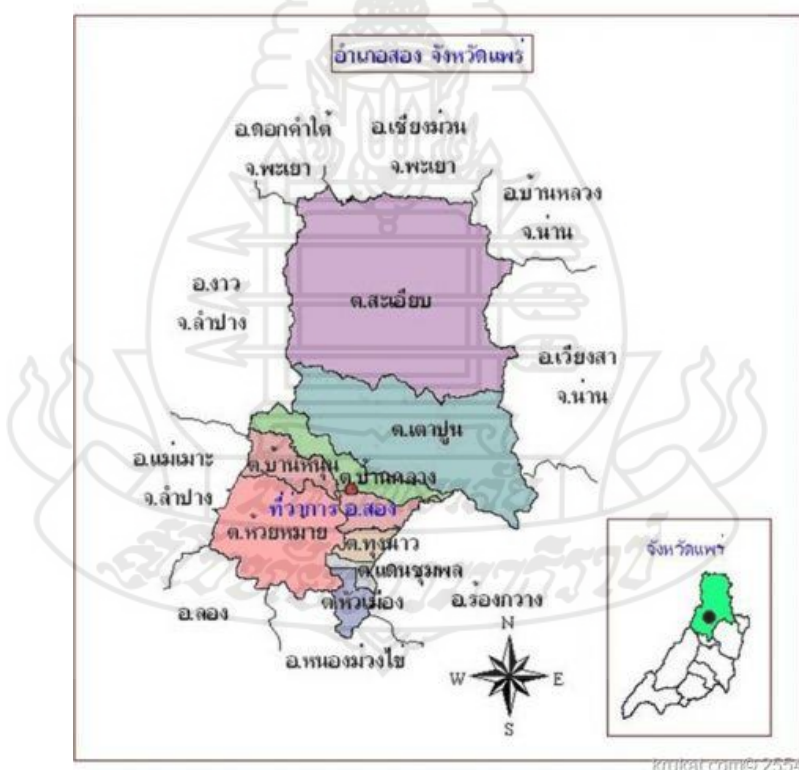 อำเภอสอง จังหวัดแพร่
อ.ดอกคำใต้
จ.พะเยา
อ.เชียงม่วน
จ.พะเยา
อ.บ้านหลวง
จ.น่าน
อ.งาว
จ.ลำปาง
ต.สะเอียบ
อ.เวียงสา
จ.น่าน
ต.เตาปูน
อ.แม่เมาะ
จ.ลำปาง
ต.บ้านหนุน
ต.บ้านกลาง
ที่ว่าการ อ.สอง
ต.ห้วยหม้าย
ต.ทุ่งน้าว
ต.แดนชุมพล
ต.หัวเมือง
อ.ร้องกวาง
อ.ลอง
อ.หนองม่วงไข่
N
W
E
S
จังหวัดแพร่
krukat.com© 2554